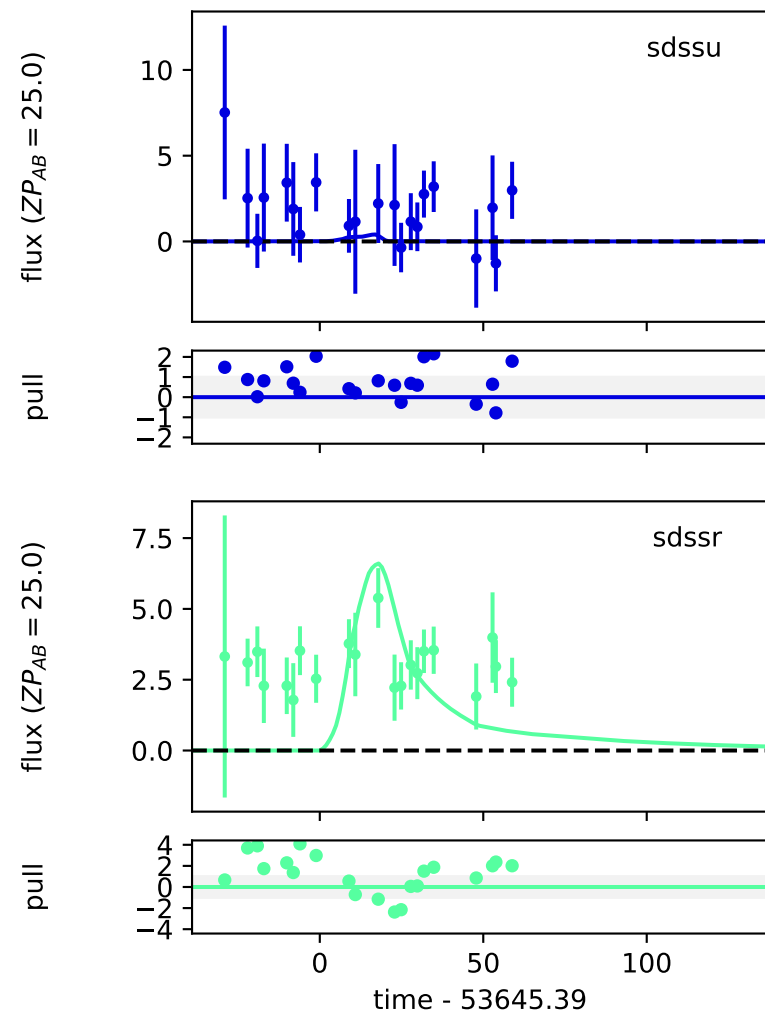 sdssu
flux (ZP_AB = 25.0)
10
5
0
pull
2
1
0
−1
−2
sdssr
flux (ZP_AB = 25.0)
7.5
5.0
2.5
0.0
pull
4
2
0
−2
−4
0 50 100
time - 53645.39